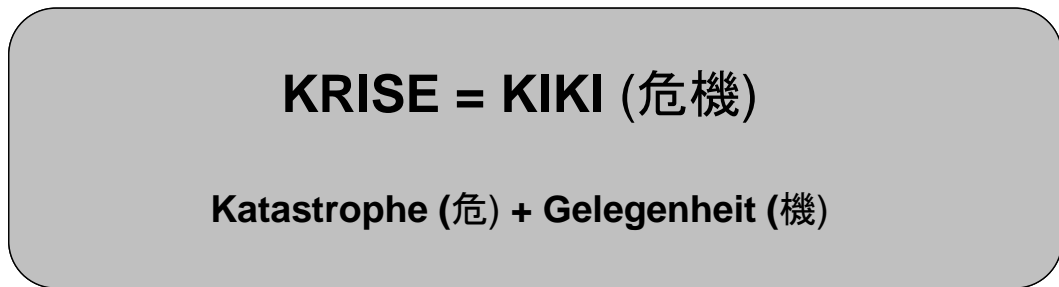 KRISE = KIKI (危機)
Katastrophe (危) + Gelegenheit (機)